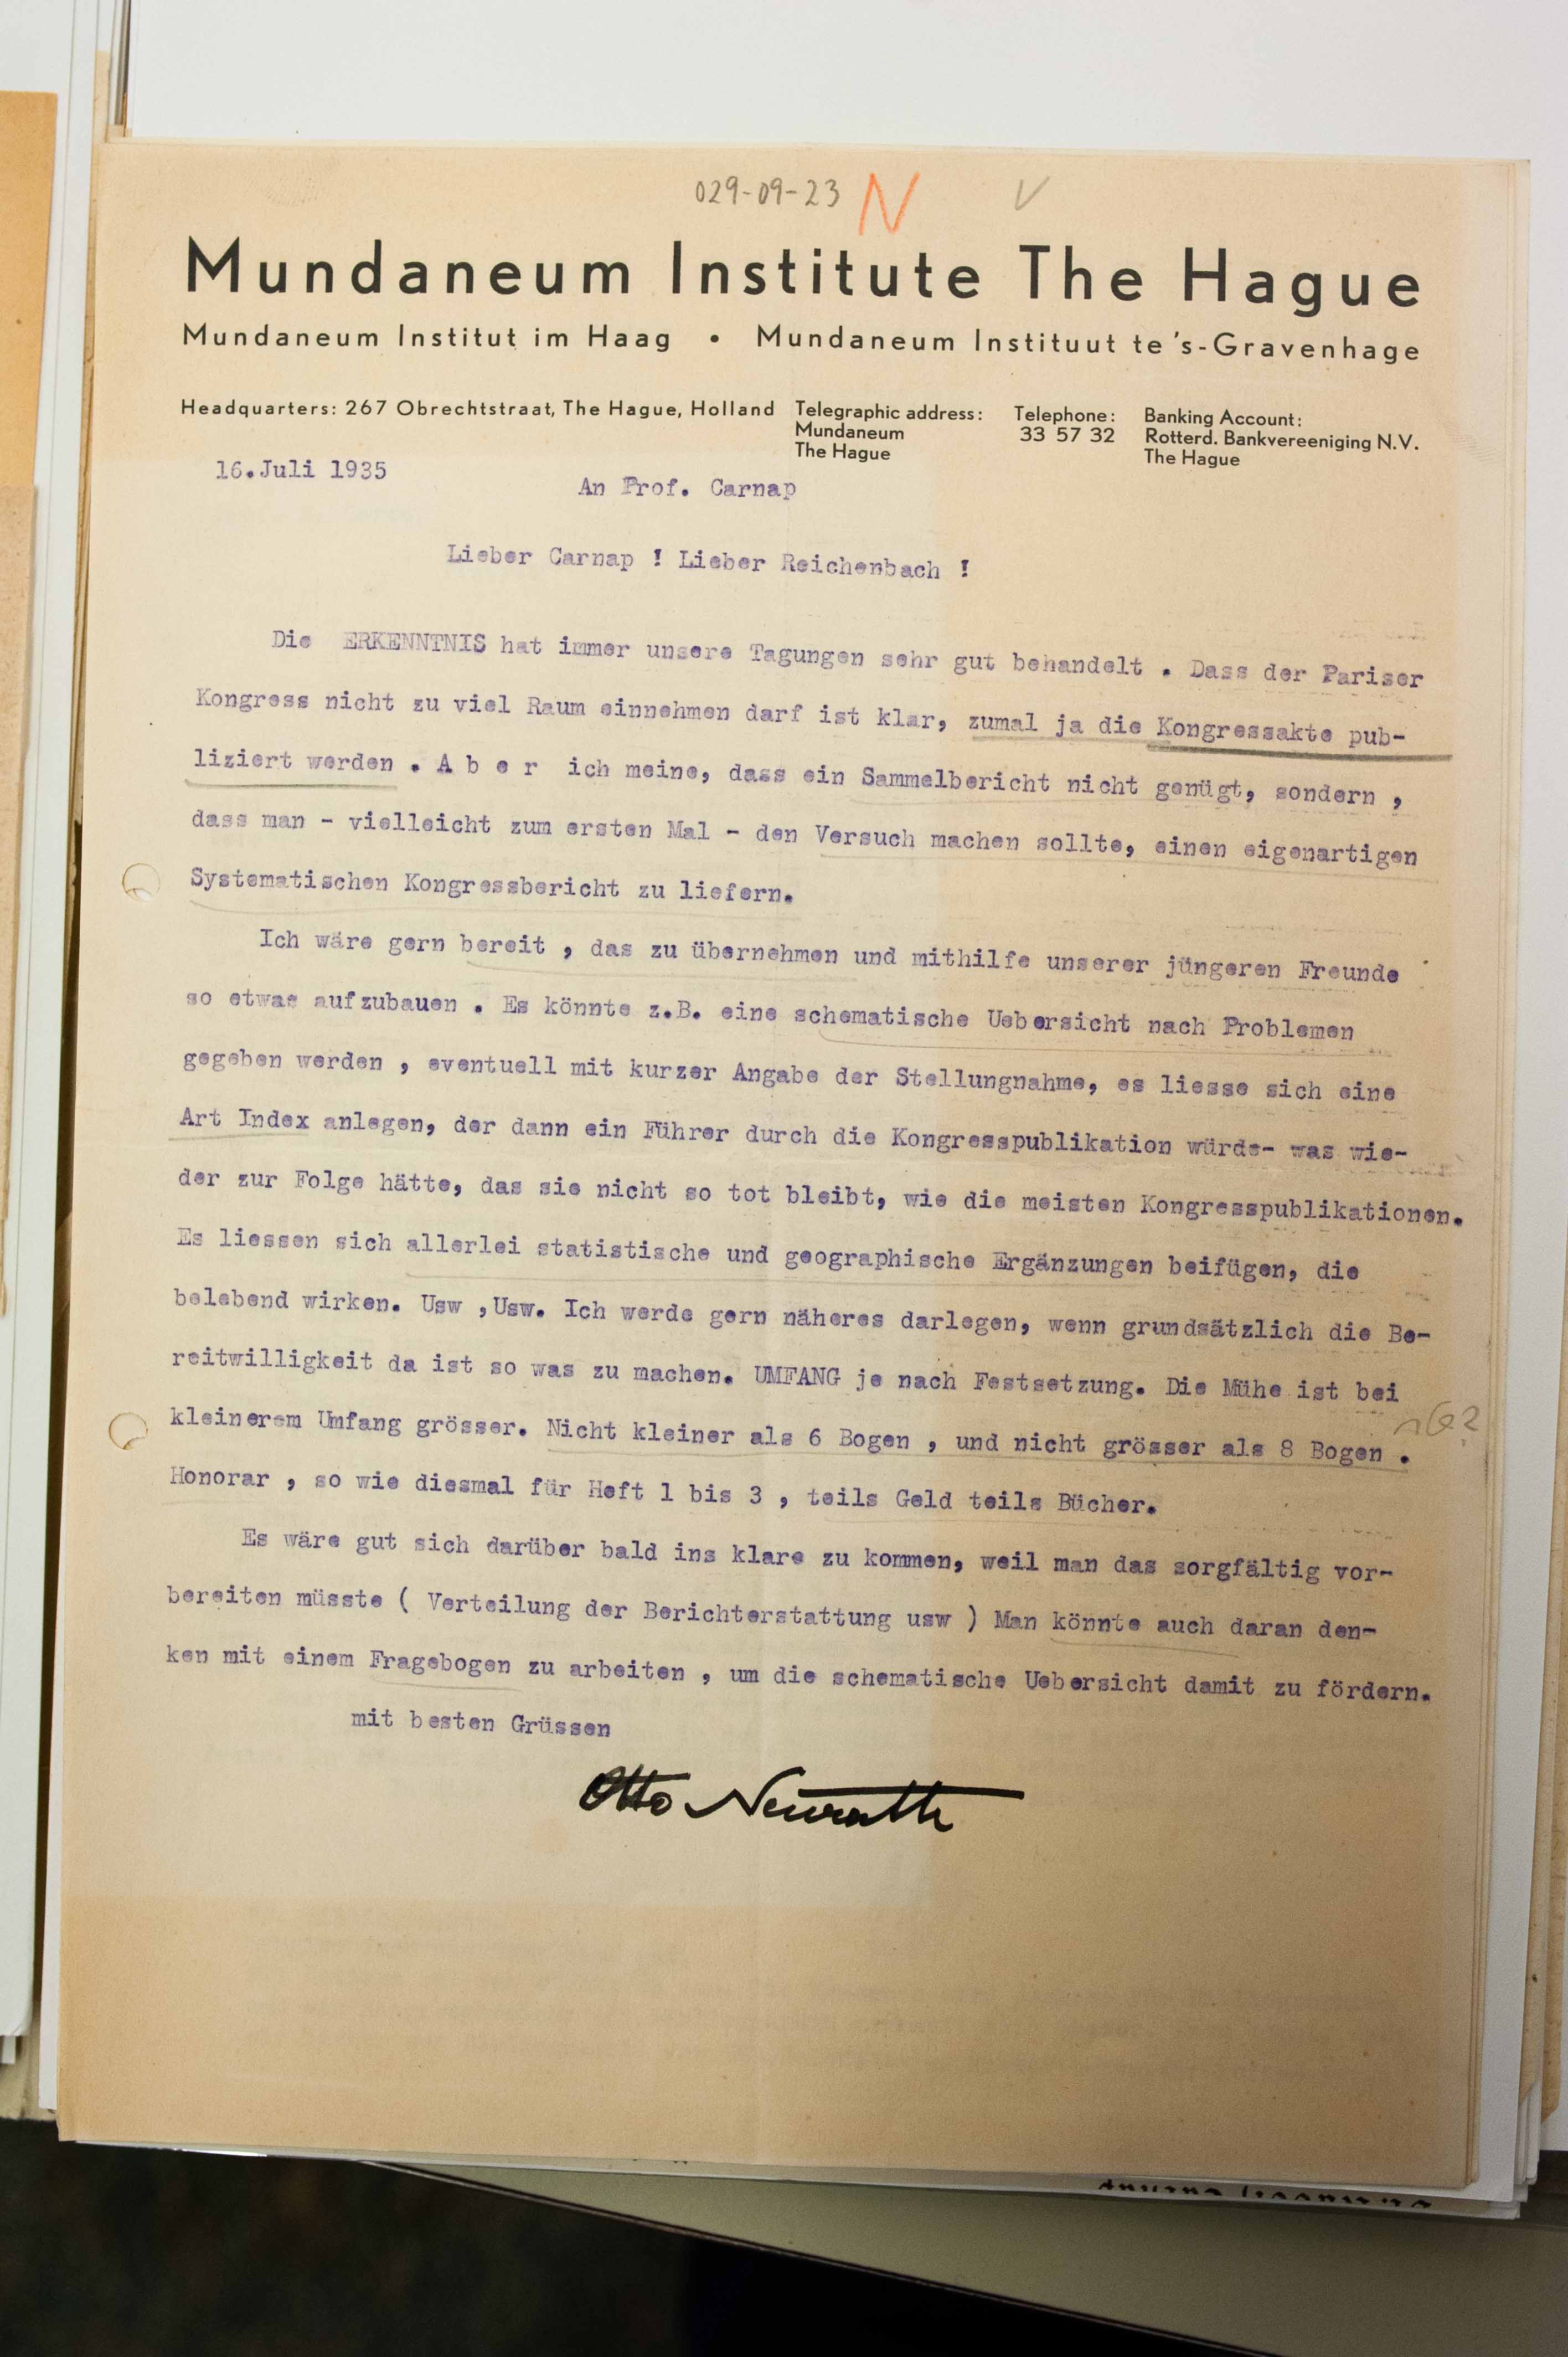 029-09-23 N V
Mundaneum Institute The Hague
Mundaneum Institut im Haag • Mundaneum Instituut te 's-Gravenhage
Headquarters: 267 Obrechtstraat, The Hague, Holland
Telegraphic address:
Mundaneum
The Hague
Telephone:
33 57 32
Banking Account:
Rotterd. Bankvereeniging N.V.
The Hague
16.Juli 1935
An Prof. Carnap
Lieber Carnap ! Lieber Reichenbach !
Die ERKENNTNIS hat immer unsere Tagungen sehr gut behandelt . Dass der Pariser
Kongress nicht zu viel Raum einnehmen darf ist klar, zumal ja die Kongressakte pub-
liziert werden . A b e r ich meine, dass ein Sammelbericht nicht genügt, sondern ,
dass man - vielleicht zum ersten Mal - den Versuch machen sollte, einen eigenartigen
Systematischen Kongressbericht zu liefern.
Ich wäre gern bereit , das zu übernehmen und mithilfe unserer jüngeren Freunde
so etwas aufzubauen . Es könnte z.B. eine schematische Uebersicht nach Problemen
gegeben werden , eventuell mit kurzer Angabe der Stellungnahme, es liesse sich eine
Art Index anlegen, der dann ein Führer durch die Kongresspublikation würde- was wie-
der zur Folge hätte, das sie nicht so tot bleibt, wie die meisten Kongresspublikationen.
Es liessen sich allerlei statistische und geographische Ergänzungen beifügen, die
belebend wirken. Usw ,Usw. Ich werde gern näheres darlegen, wenn grundsätzlich die Be-
reitwilligkeit da ist so was zu machen. UMFANG je nach Festsetzung. Die Mühe ist bei
kleinerem Umfang grösser. Nicht kleiner als 6 Bogen , und nicht grösser als 8 Bogen .
Honorar , so wie diesmal für Heft 1 bis 3 , teils Geld teils Bücher.
Es wäre gut sich darüber bald ins klare zu kommen, weil man das sorgfältig vor-
bereiten müsste ( Verteilung der Berichterstattung usw ) Man könnte auch daran den-
ken mit einem Fragebogen zu arbeiten , um die schematische Uebersicht damit zu fördern.
mit besten Grüssen
Otto Neurath